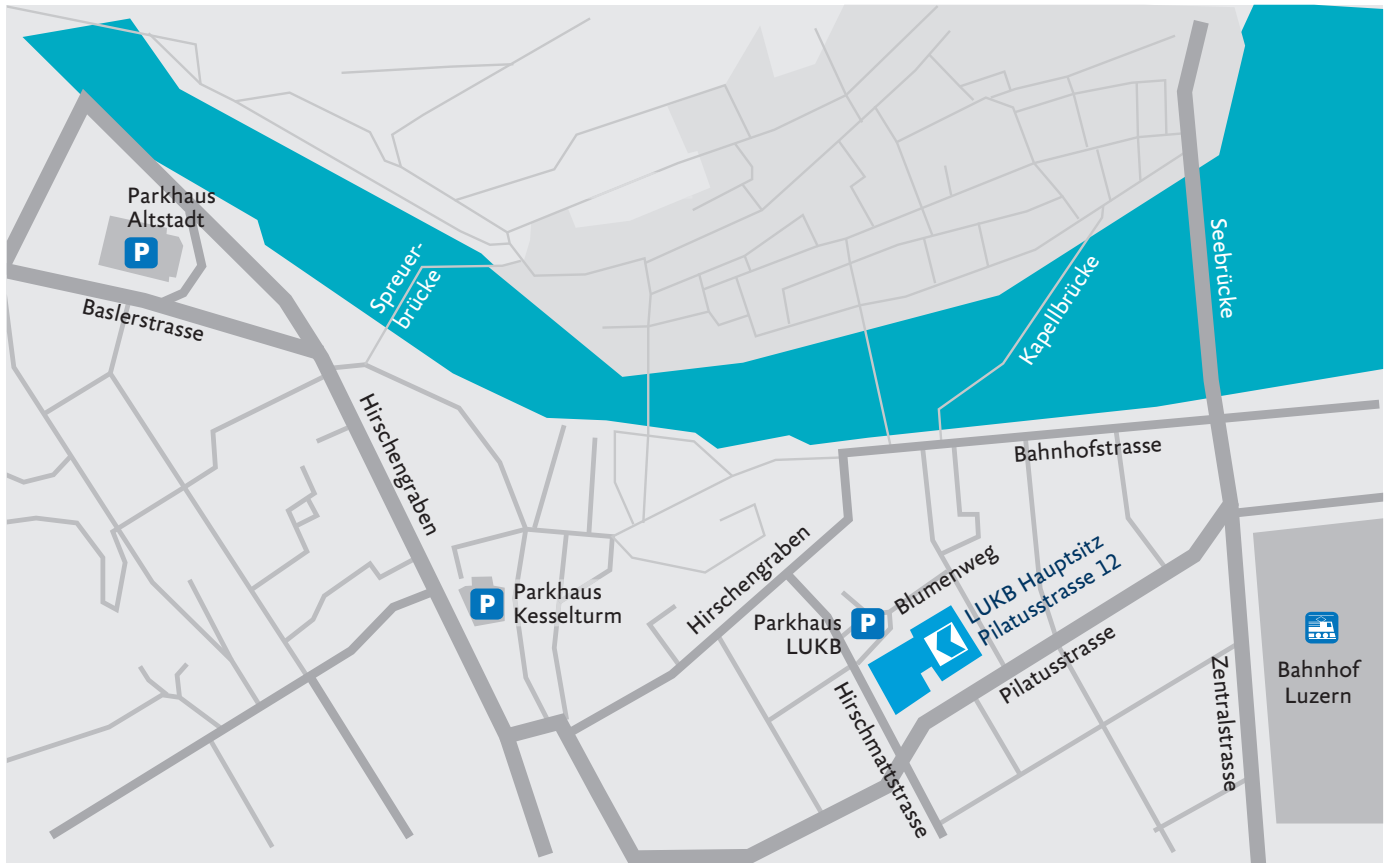 Parkhaus
Altstadt
P
Baslerstrasse
Spreuer-
brücke
Kapellbrücke
Seebrücke
Hirschengraben
Bahnhofstrasse
P
Parkhaus
Kesselturm
Hirschengraben
Parkhaus
LUKB
P
Blumenweg
LUKB Hauptsitz
Pilatusstrasse 12
Pilatusstrasse
Hirschmattstrasse
Zentralstrasse
Bahnhof
Luzern